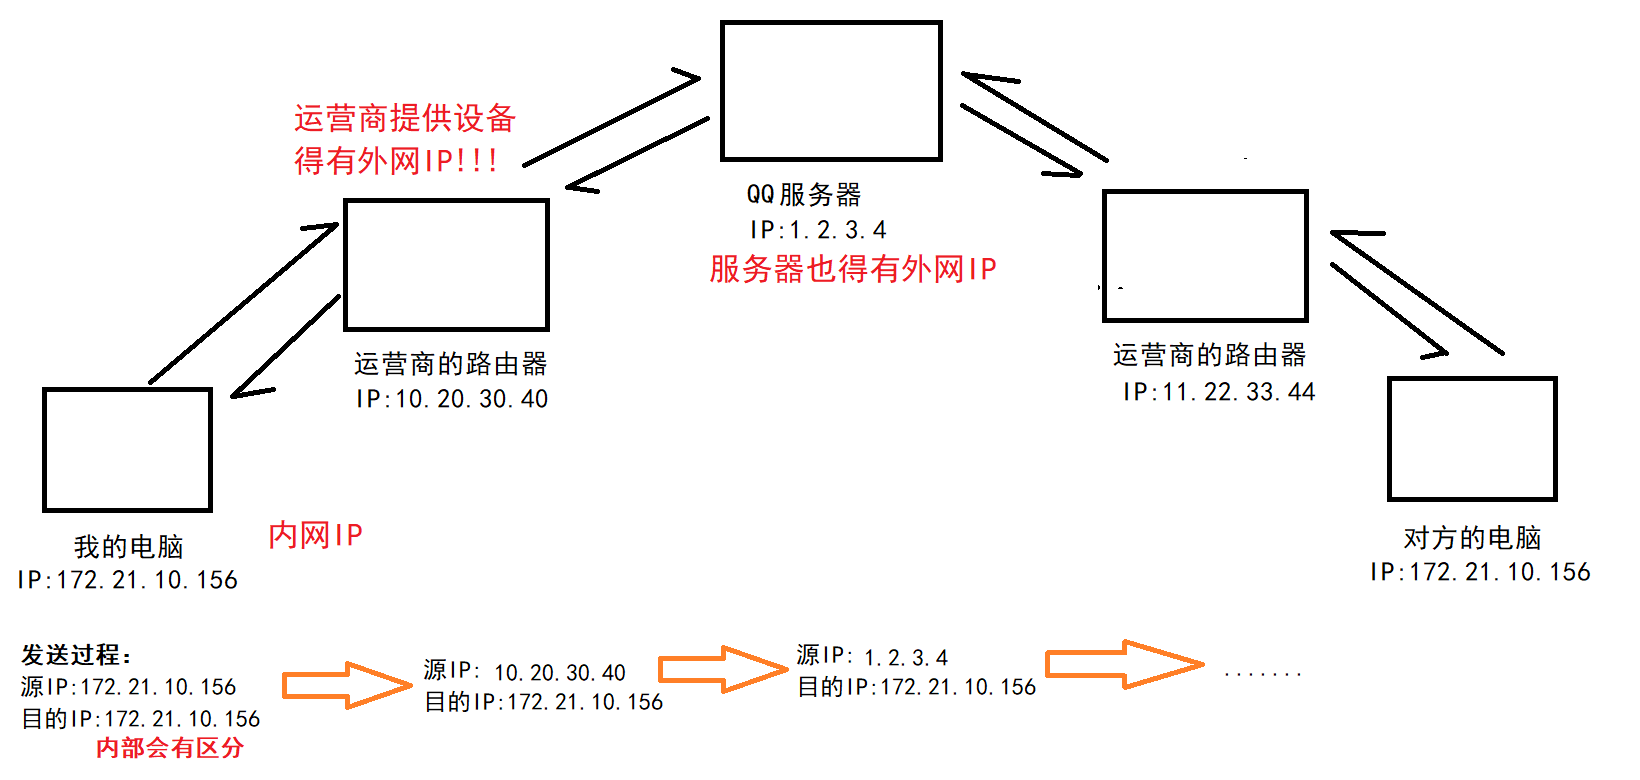 运营商提供设备
得有外网IP!!!
QQ服务器
IP:1.2.3.4
服务器也得有外网IP
运营商的路由器
IP:10.20.30.40
运营商的路由器
IP:11.22.33.44
我的电脑
IP:172.21.10.156
内网IP
对方的电脑
IP:172.21.10.156
发送过程：
源IP:172.21.10.156
目的IP:172.21.10.156
内部会有区分
源IP: 10.20.30.40
目的IP:172.21.10.156
源IP: 1.2.3.4
目的IP:172.21.10.156
.......